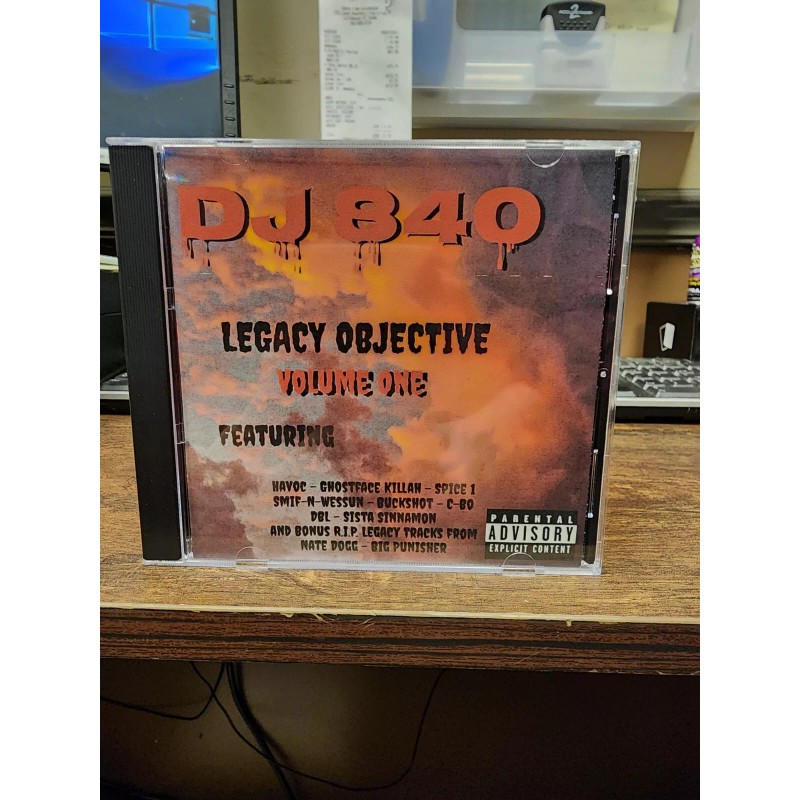 2
DJ 840
LEGACY OBJECTIVE
VOLUME ONE
FEATURING
HAVOC - GHOSTFACE KILLAH - SPICE 1
SMIF-N-WESSUN - BUCKSHOT - C-BO
DBL - SISTA SINNAMON
AND BONUS R.I.P. LEGACY TRACKS FROM
NATE DOGG - BIG PUNISHER
PARENTAL
ADVISORY
EXPLICIT CONTENT